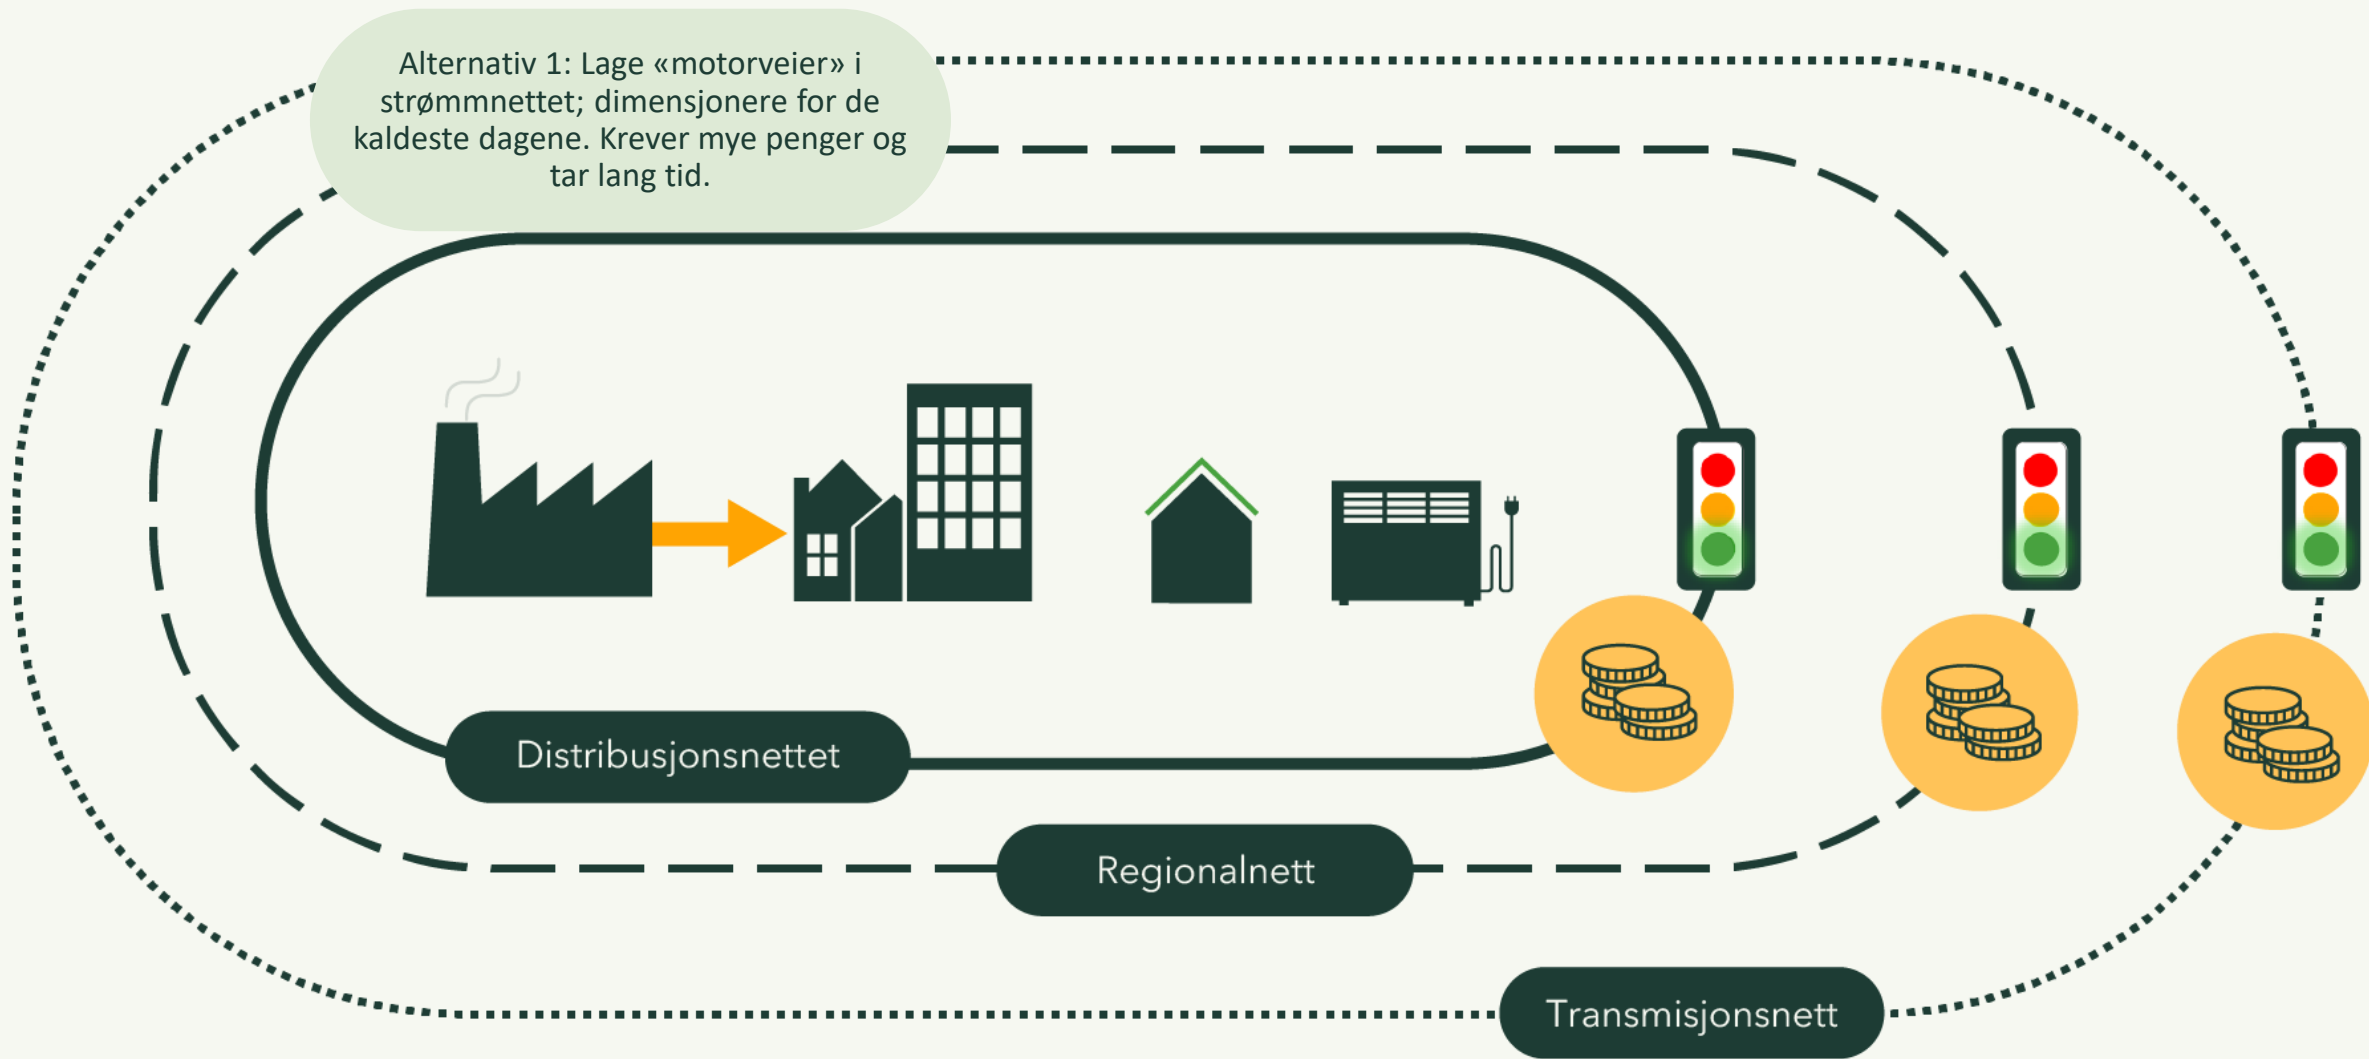 Alternativ 1: Lage «motorveier» i
strømmnettet; dimensjonere for de
kaldeste dagene. Krever mye penger og
tar lang tid.
Distribusjonsnettet
Regionalnett
Transmisjonsnett